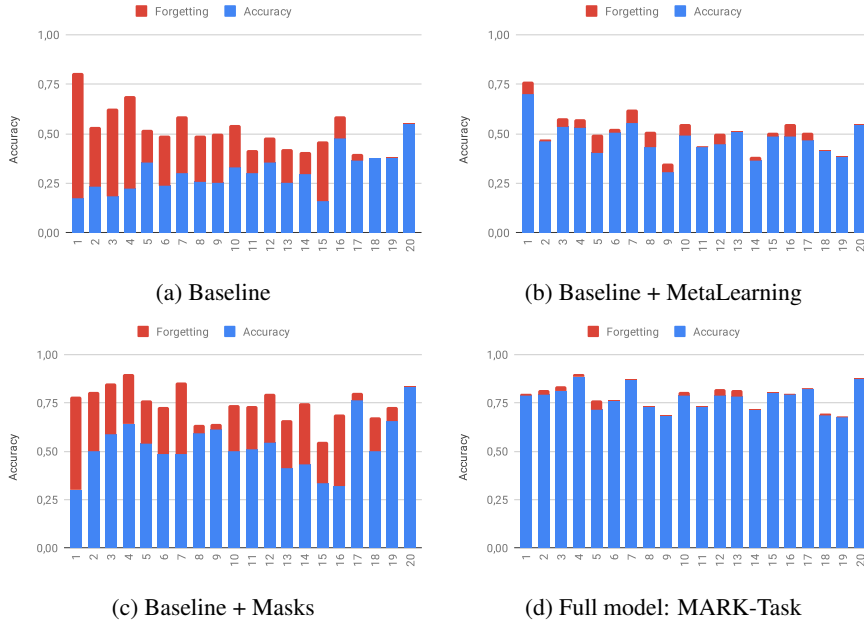 Forgetting Accuracy
1,00
0,75
0,50
0,25
0,00
Accuracy
1 2 3 4 5 6 7 8 9 10 11 12 13 14 15 16 17 18 19 20
(a) Baseline
Forgetting Accuracy
1,00
0,75
0,50
0,25
0,00
Accuracy
1 2 3 4 5 6 7 8 9 10 11 12 13 14 15 16 17 18 19 20
(b) Baseline + MetaLearning
Forgetting Accuracy
1,00
0,75
0,50
0,25
0,00
Accuracy
1 2 3 4 5 6 7 8 9 10 11 12 13 14 15 16 17 18 19 20
(c) Baseline + Masks
Forgetting Accuracy
1,00
0,75
0,50
0,25
0,00
Accuracy
1 2 3 4 5 6 7 8 9 10 11 12 13 14 15 16 17 18 19 20
(d) Full model: MARK-Task